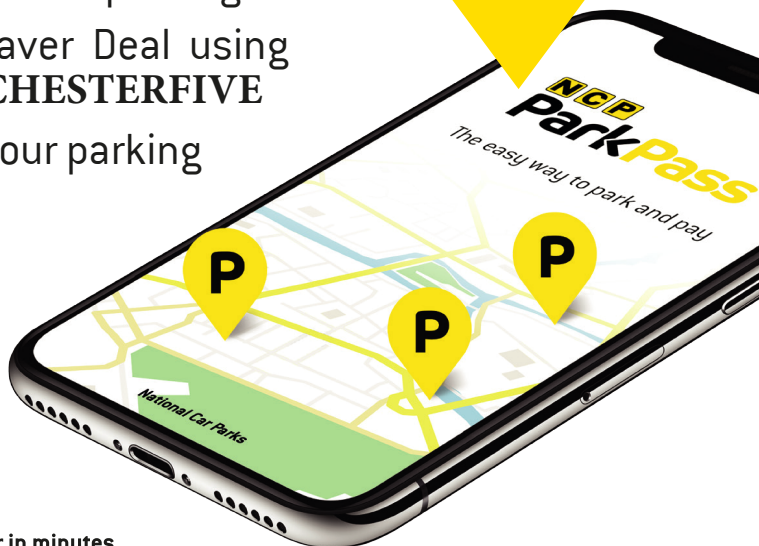 parking
aver Deal using
CHESTERFIVE
our parking
NCP
ParkPass
The easy way to park and pay
P
P
P
National Car Parks
r in minutes